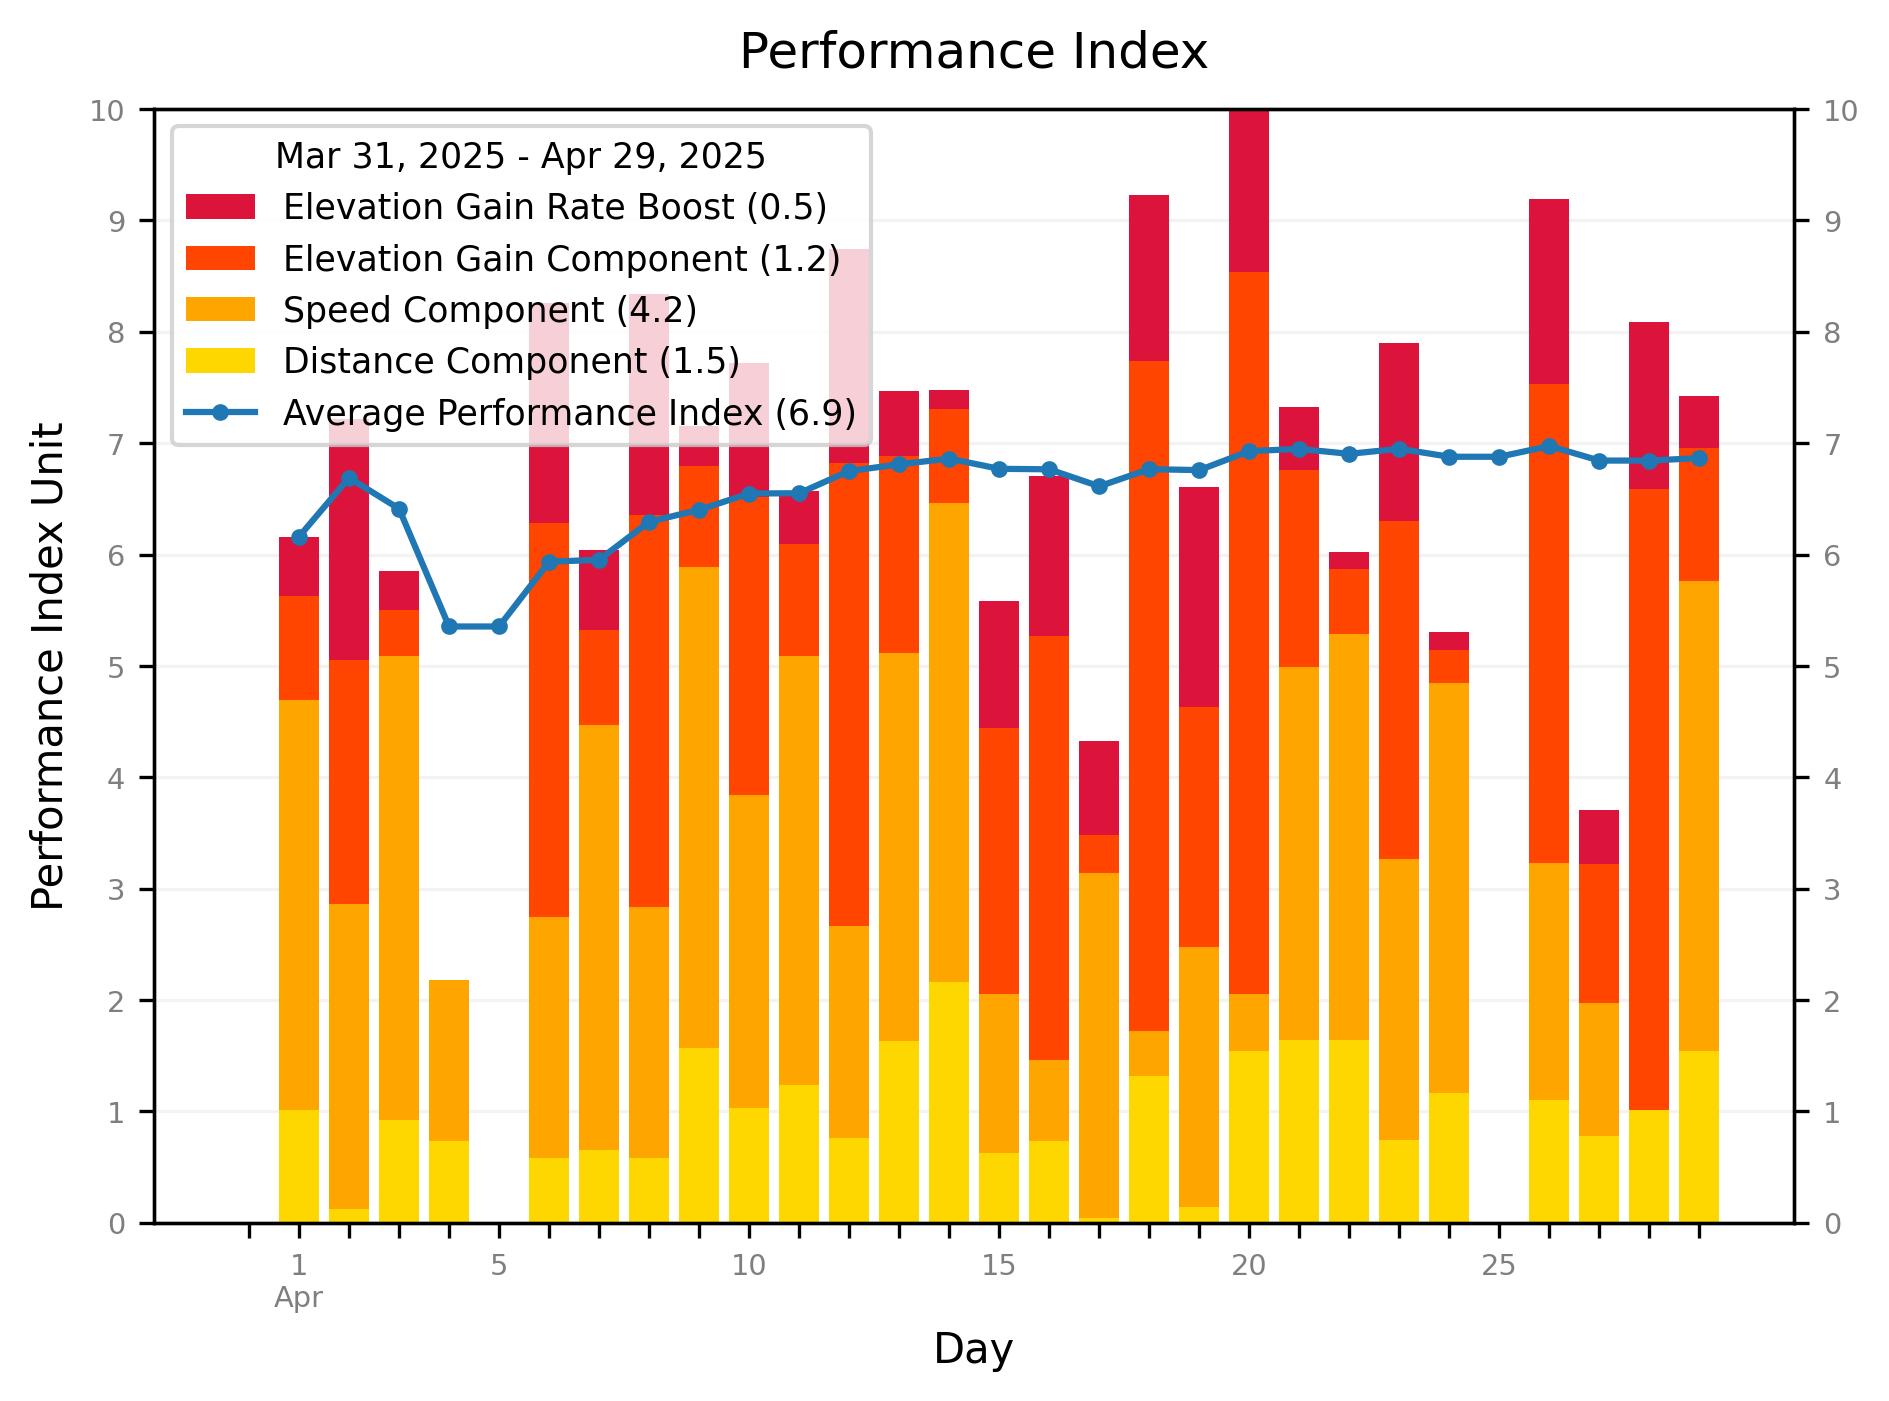 Performance Index
Mar 31, 2025 - Apr 29, 2025
Elevation Gain Rate Boost (0.5)
Elevation Gain Component (1.2)
Speed Component (4.2)
Distance Component (1.5)
Average Performance Index (6.9)
Performance Index Unit
10
9
8
7
6
5
4
3
2
1
0
10
9
8
7
6
5
4
3
2
1
0
1 5 10 15 20 25
Apr
Day